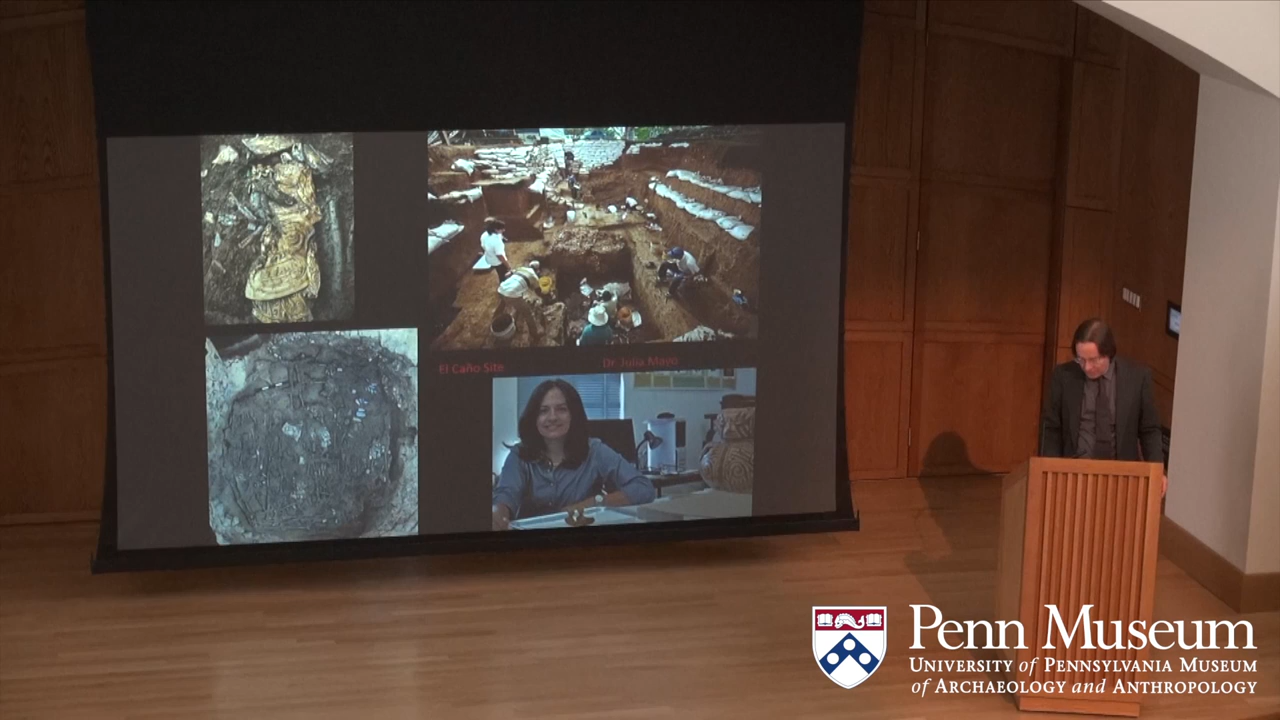 El Caño Site
Dr Julia Mayo
Penn Museum
UNIVERSITY of PENNSYLVANIA MUSEUM
of ARCHAEOLOGY and ANTHROPOLOGY